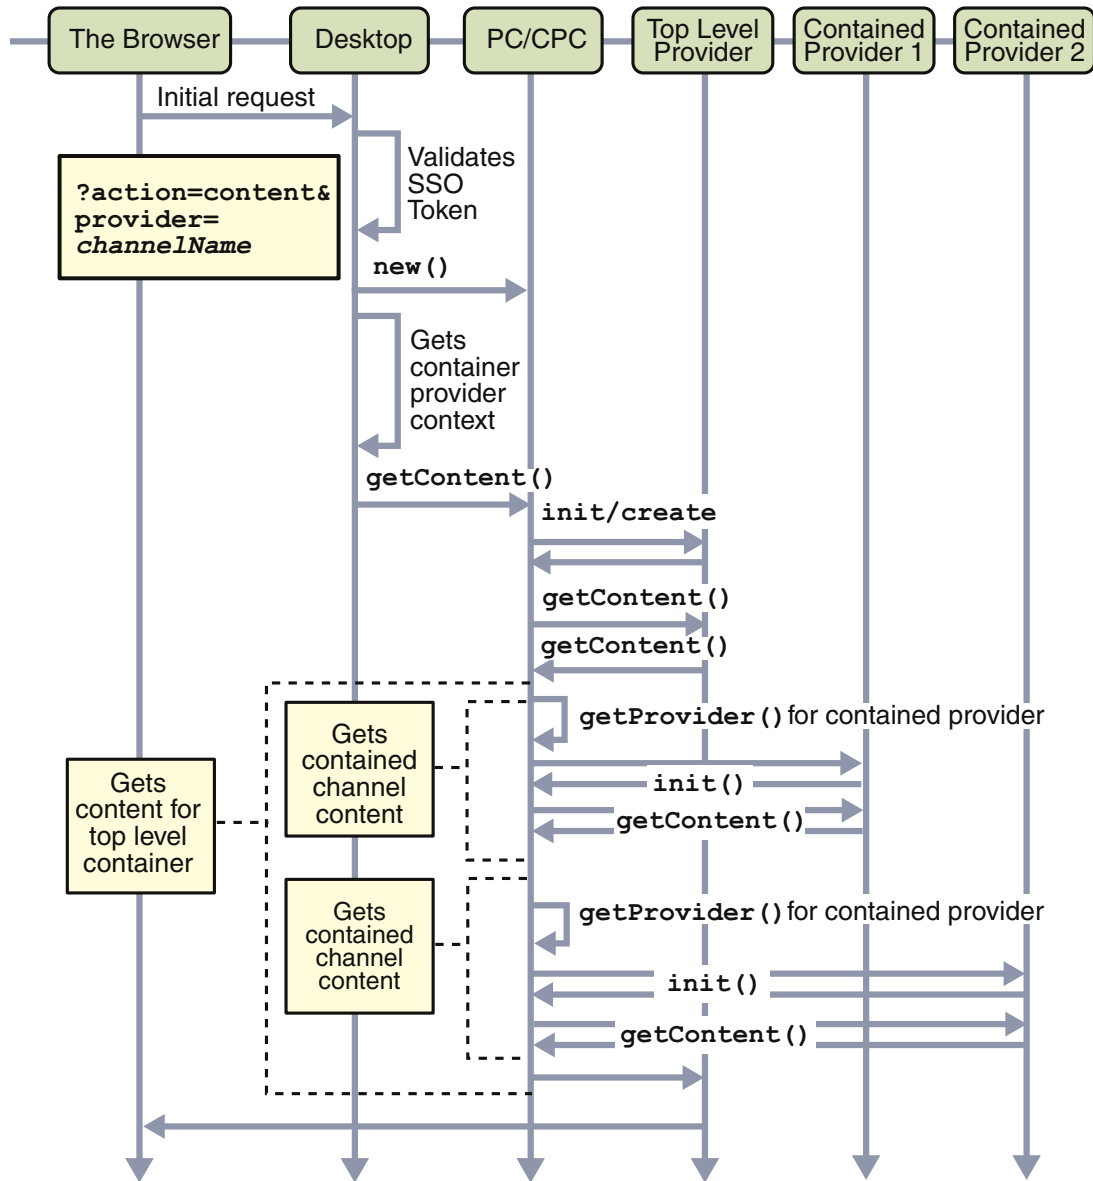 The Browser
Desktop
PC/CPC
Top Level
Provider
Contained
Provider 1
Contained
Provider 2
Initial request
Validates
SSO
Token
?action=content&
provider=
channelName
new()
Gets
container
provider
context
getContent()
init/create
getContent()
getContent()
getProvider() for contained provider
Gets
contained
channel
content
init()
Gets
content for
top level
container
getContent()
Gets
contained
channel
content
getProvider() for contained provider
init()
getContent()